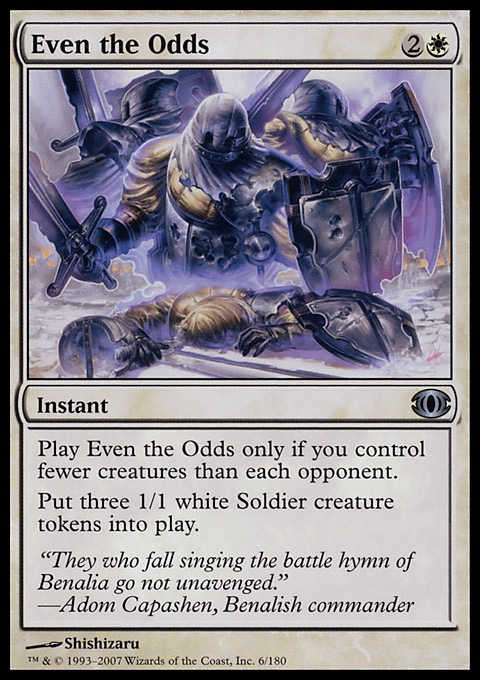 Even the Odds 2
Instant
Play Even the Odds only if you control
fewer creatures than each opponent.
Put three 1/1 white Soldier creature
tokens into play.
“They who fall singing the battle hymn of
Benalia go not unavenged.”
—Adom Capashen, Benalish commander
Shishizaru
™ & © 1993–2007 Wizards of the Coast, Inc. 6/180